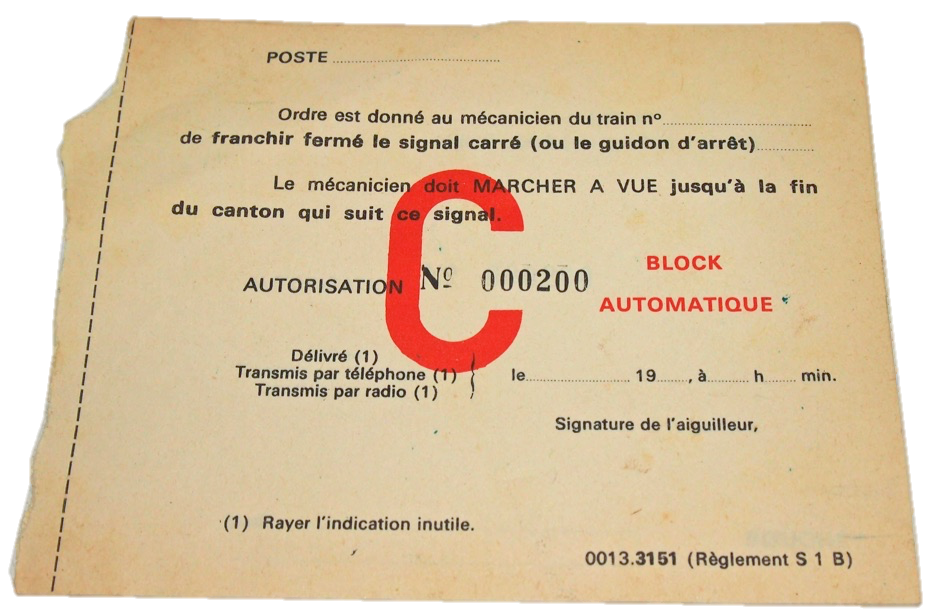 POSTE
Ordre est donné au mécanicien du train nº
de franchir fermé le signal carré (ou le guidon d'arrêt)
Le mécanicien doit MARCHER A VUE jusqu'à la fin
du canton qui suit ce signal.
C
AUTORISATION Nº 000200
BLOCK
AUTOMATIQUE
Délivré (1)
Transmis par téléphone (1)
Transmis par radio (1)
le 19 , à h min.
Signature de l'aiguilleur,
(1) Rayer l'indication inutile.
0013.3151 (Règlement S 1 B)